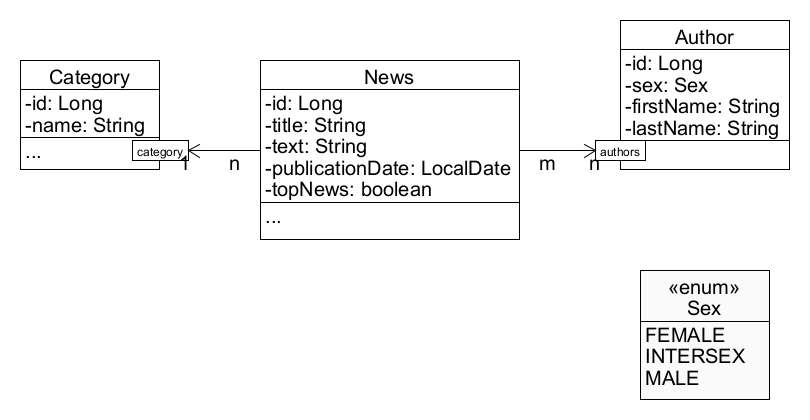 Category
-id: Long
-name: String
...
category
1
n
News
-id: Long
-title: String
-text: String
-publicationDate: LocalDate
-topNews: boolean
...
m
n
authors
Author
-id: Long
-sex: Sex
-firstName: String
-lastName: String
«enum»
Sex
FEMALE
INTERSEX
MALE